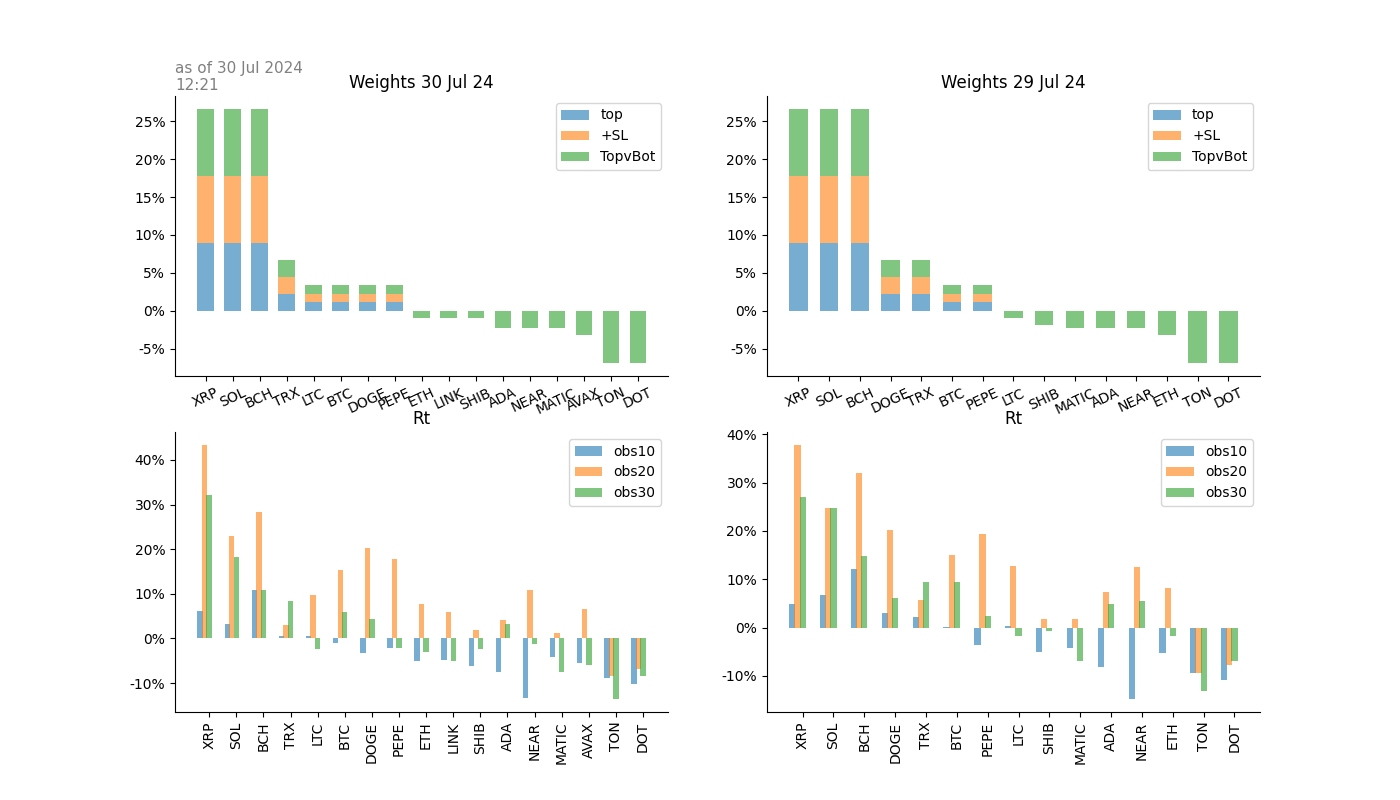 as of 30 Jul 2024
12:21
Weights 30 Jul 24
25%
20%
15%
10%
5%
0%
-5%
top
+SL
TopvBot
XRP SOL BCH TRX LTC BTC DOGE PEPE ETH LINK SHIB ADA NEAR MATIC AVAX TON DOT
Weights 29 Jul 24
25%
20%
15%
10%
5%
0%
-5%
top
+SL
TopvBot
XRP SOL BCH DOGE TRX BTC PEPE LTC SHIB MATIC ADA NEAR ETH TON DOT
Rt
40%
30%
20%
10%
0%
-10%
obs10
obs20
obs30
XRP SOL BCH TRX LTC BTC DOGE PEPE ETH LINK SHIB ADA NEAR MATIC AVAX TON DOT
Rt
40%
30%
20%
10%
0%
-10%
obs10
obs20
obs30
XRP SOL BCH DOGE TRX BTC PEPE LTC SHIB MATIC ADA NEAR ETH TON DOT